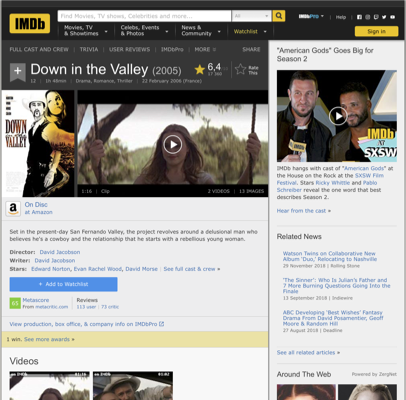 IMDb
Find Movies, TV shows, Celebrities and more...
All
Movies, TV & Showtimes
Celebs, Events & Photos
News & Community
Watchlist
IMDbPro
Help
Sign in
FULL CAST AND CREW | TRIVIA | USER REVIEWS | IMDbPro | MORE
SHARE
Down in the Valley (2005)
12 | 1h 48min | Drama, Romance, Thriller | 22 February 2006 (France)
6,4
Rate This
DOWN IN THE VALLEY
1:16 | Clip
2 VIDEOS | 13 IMAGES
On Disc
at Amazon
Set in the present-day San Fernando Valley, the project revolves around a delusional man who
believes he's a cowboy and the relationship that he starts with a rebellious young woman.
Director: David Jacobson
Writer: David Jacobson
Stars: Edward Norton, Evan Rachel Wood, David Morse | See full cast & crew »
+ Add to Watchlist
Metascore
From metacritic.com
Reviews
113 user | 73 critic
View production, box office, & company info on IMDbPro
1 win. See more awards »
Videos
"American Gods" Goes Big for
Season 2
IMDb
at
SXSW
IMDb hangs with cast of "American Gods" at
the House on the Rock at the SXSW Film
Festival. Stars Ricky Whittle and Pablo
Schreiber reveal the one word that best
describes Season 2.
Hear from the cast »
Related News
Watson Twins on Collaborative New
Album 'Duo,' Relocating to Nashville
29 November 2018 | Rolling Stone
'The Sinner': Who Is Julian's Father and
7 More Burning Questions Going Into the
Finale
13 September 2018 | Indiewire
ABC Developing 'Best Wishes' Fantasy
Drama From David Posamentier, Geoff
Moore & Random Hill
27 August 2018 | Deadline
See all related articles »
Around The Web
Powered by ZergNet